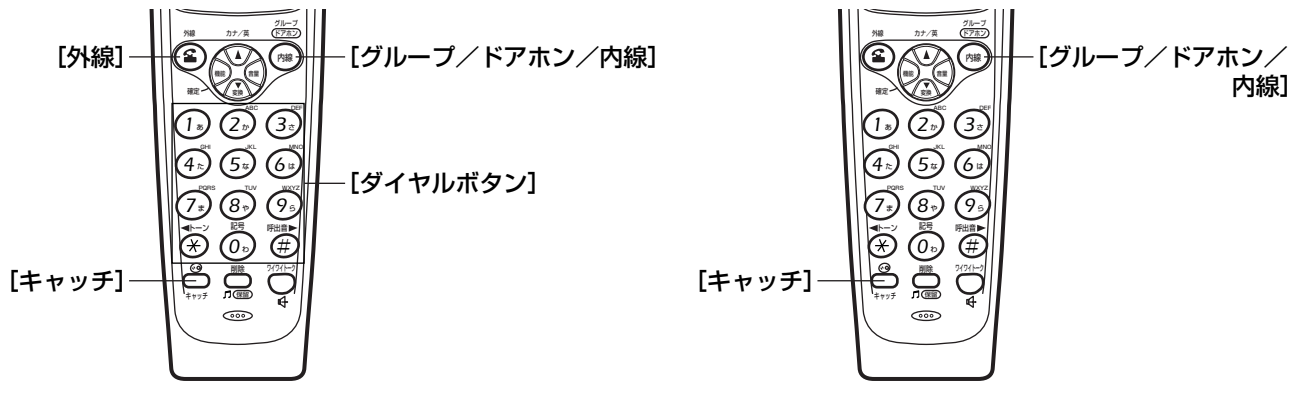 グループ
外線 カナ／英 ドアホン
[外線] 内線 [グループ／ドアホン／内線]
機能 音量
確定 変換
ABC DEF
1あ 2か 3さ
GHI JKL MNO
4た 5な 6は
[ダイヤルボタン]
PQRS TUV WXYZ
7ま 8や 9ら
◀トーン 記号 呼出音▶
＊ 0わ ＃
[キャッチ] 削除 ワイワイトーク
キャッチ 保留
グループ
外線 カナ／英 ドアホン
内線 [グループ／ドアホン／
内線]
機能 音量
確定 変換
ABC DEF
1あ 2か 3さ
GHI JKL MNO
4た 5な 6は
PQRS TUV WXYZ
7ま 8や 9ら
◀トーン 記号 呼出音▶
＊ 0わ ＃
[キャッチ] 削除 ワイワイトーク
キャッチ 保留